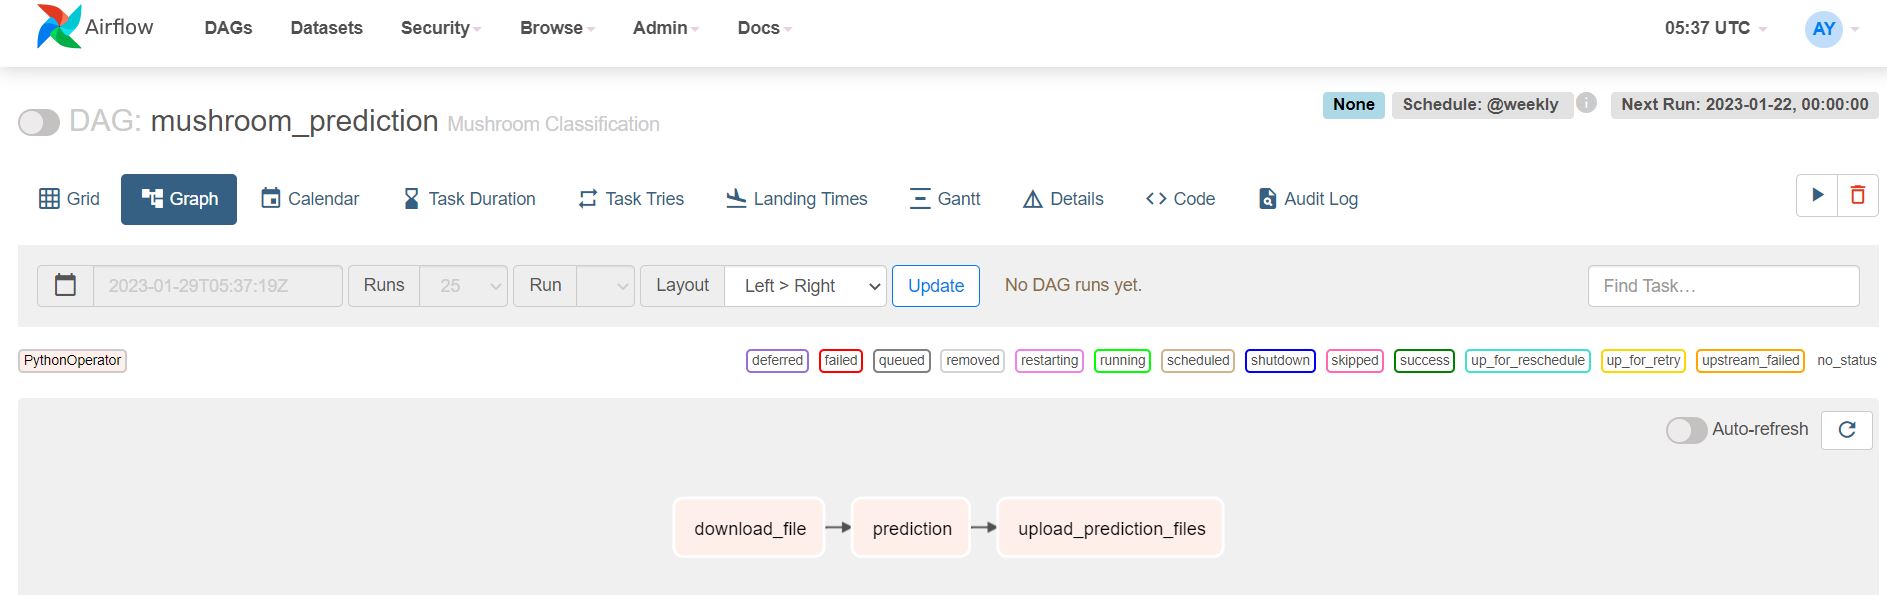 Airflow DAGs Datasets Security Browse Admin Docs 05:37 UTC AY
DAG: mushroom_prediction Mushroom Classification
None Schedule: @weekly i Next Run: 2023-01-22, 00:00:00
Grid Graph Calendar Task Duration Task Tries Landing Times Gantt Details Code Audit Log
2023-01-29T05:37:19Z Runs 25 Run Layout Left > Right Update No DAG runs yet. Find Task...
PythonOperator deferred failed queued removed restarting running scheduled shutdown skipped success up_for_reschedule up_for_retry upstream_failed no_status
Auto-refresh
download_file prediction upload_prediction_files